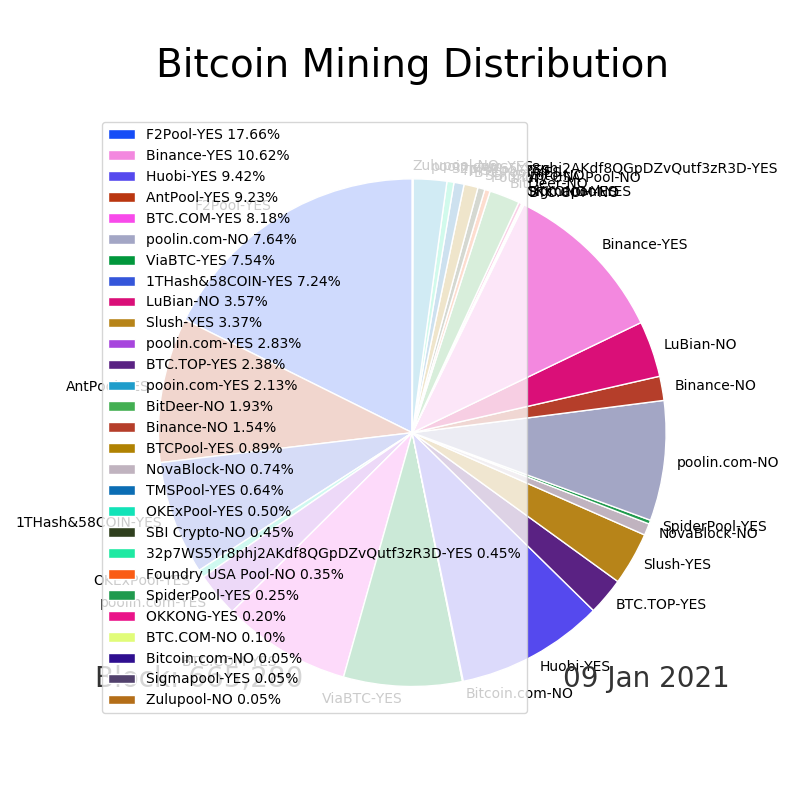 Bitcoin Mining Distribution
F2Pool-YES 17.66%
Binance-YES 10.62%
Huobi-YES 9.42%
AntPool-YES 9.23%
BTC.COM-YES 8.18%
poolin.com-NO 7.64%
ViaBTC-YES 7.54%
1THash&58COIN-YES 7.24%
LuBian-NO 3.57%
Slush-YES 3.37%
poolin.com-YES 2.83%
BTC.TOP-YES 2.38%
pooin.com-YES 2.13%
BitDeer-NO 1.93%
Binance-NO 1.54%
BTCPool-YES 0.89%
NovaBlock-NO 0.74%
TMSPool-YES 0.64%
OKExPool-YES 0.50%
SBI Crypto-NO 0.45%
32p7WS5Yr8phj2AKdf8QGpDZvQutf3zR3D-YES 0.45%
Foundry USA Pool-NO 0.35%
SpiderPool-YES 0.25%
OKKONG-YES 0.20%
BTC.COM-NO 0.10%
Bitcoin.com-NO 0.05%
Sigmapool-YES 0.05%
Zulupool-NO 0.05%
Zulupool-NO
F2Pool-YES
Binance-YES
LuBian-NO
Binance-NO
poolin.com-NO
SpiderPool-YES
NovaBlock-NO
Slush-YES
BTC.TOP-YES
Huobi-YES
Bitcoin.com-NO
ViaBTC-YES
poolin.com-YES
OKExPool-YES
1THash&58COIN-YES
09 Jan 2021